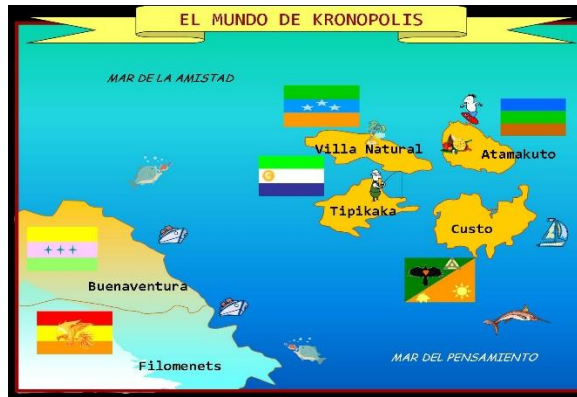 EL MUNDO DE KRONOPOLIS
MAR DE LA AMISTAD
Villa Natural
Atamakuto
Tipikaka
Custo
Buenaventura
Filomenets
MAR DEL PENSAMIENTO